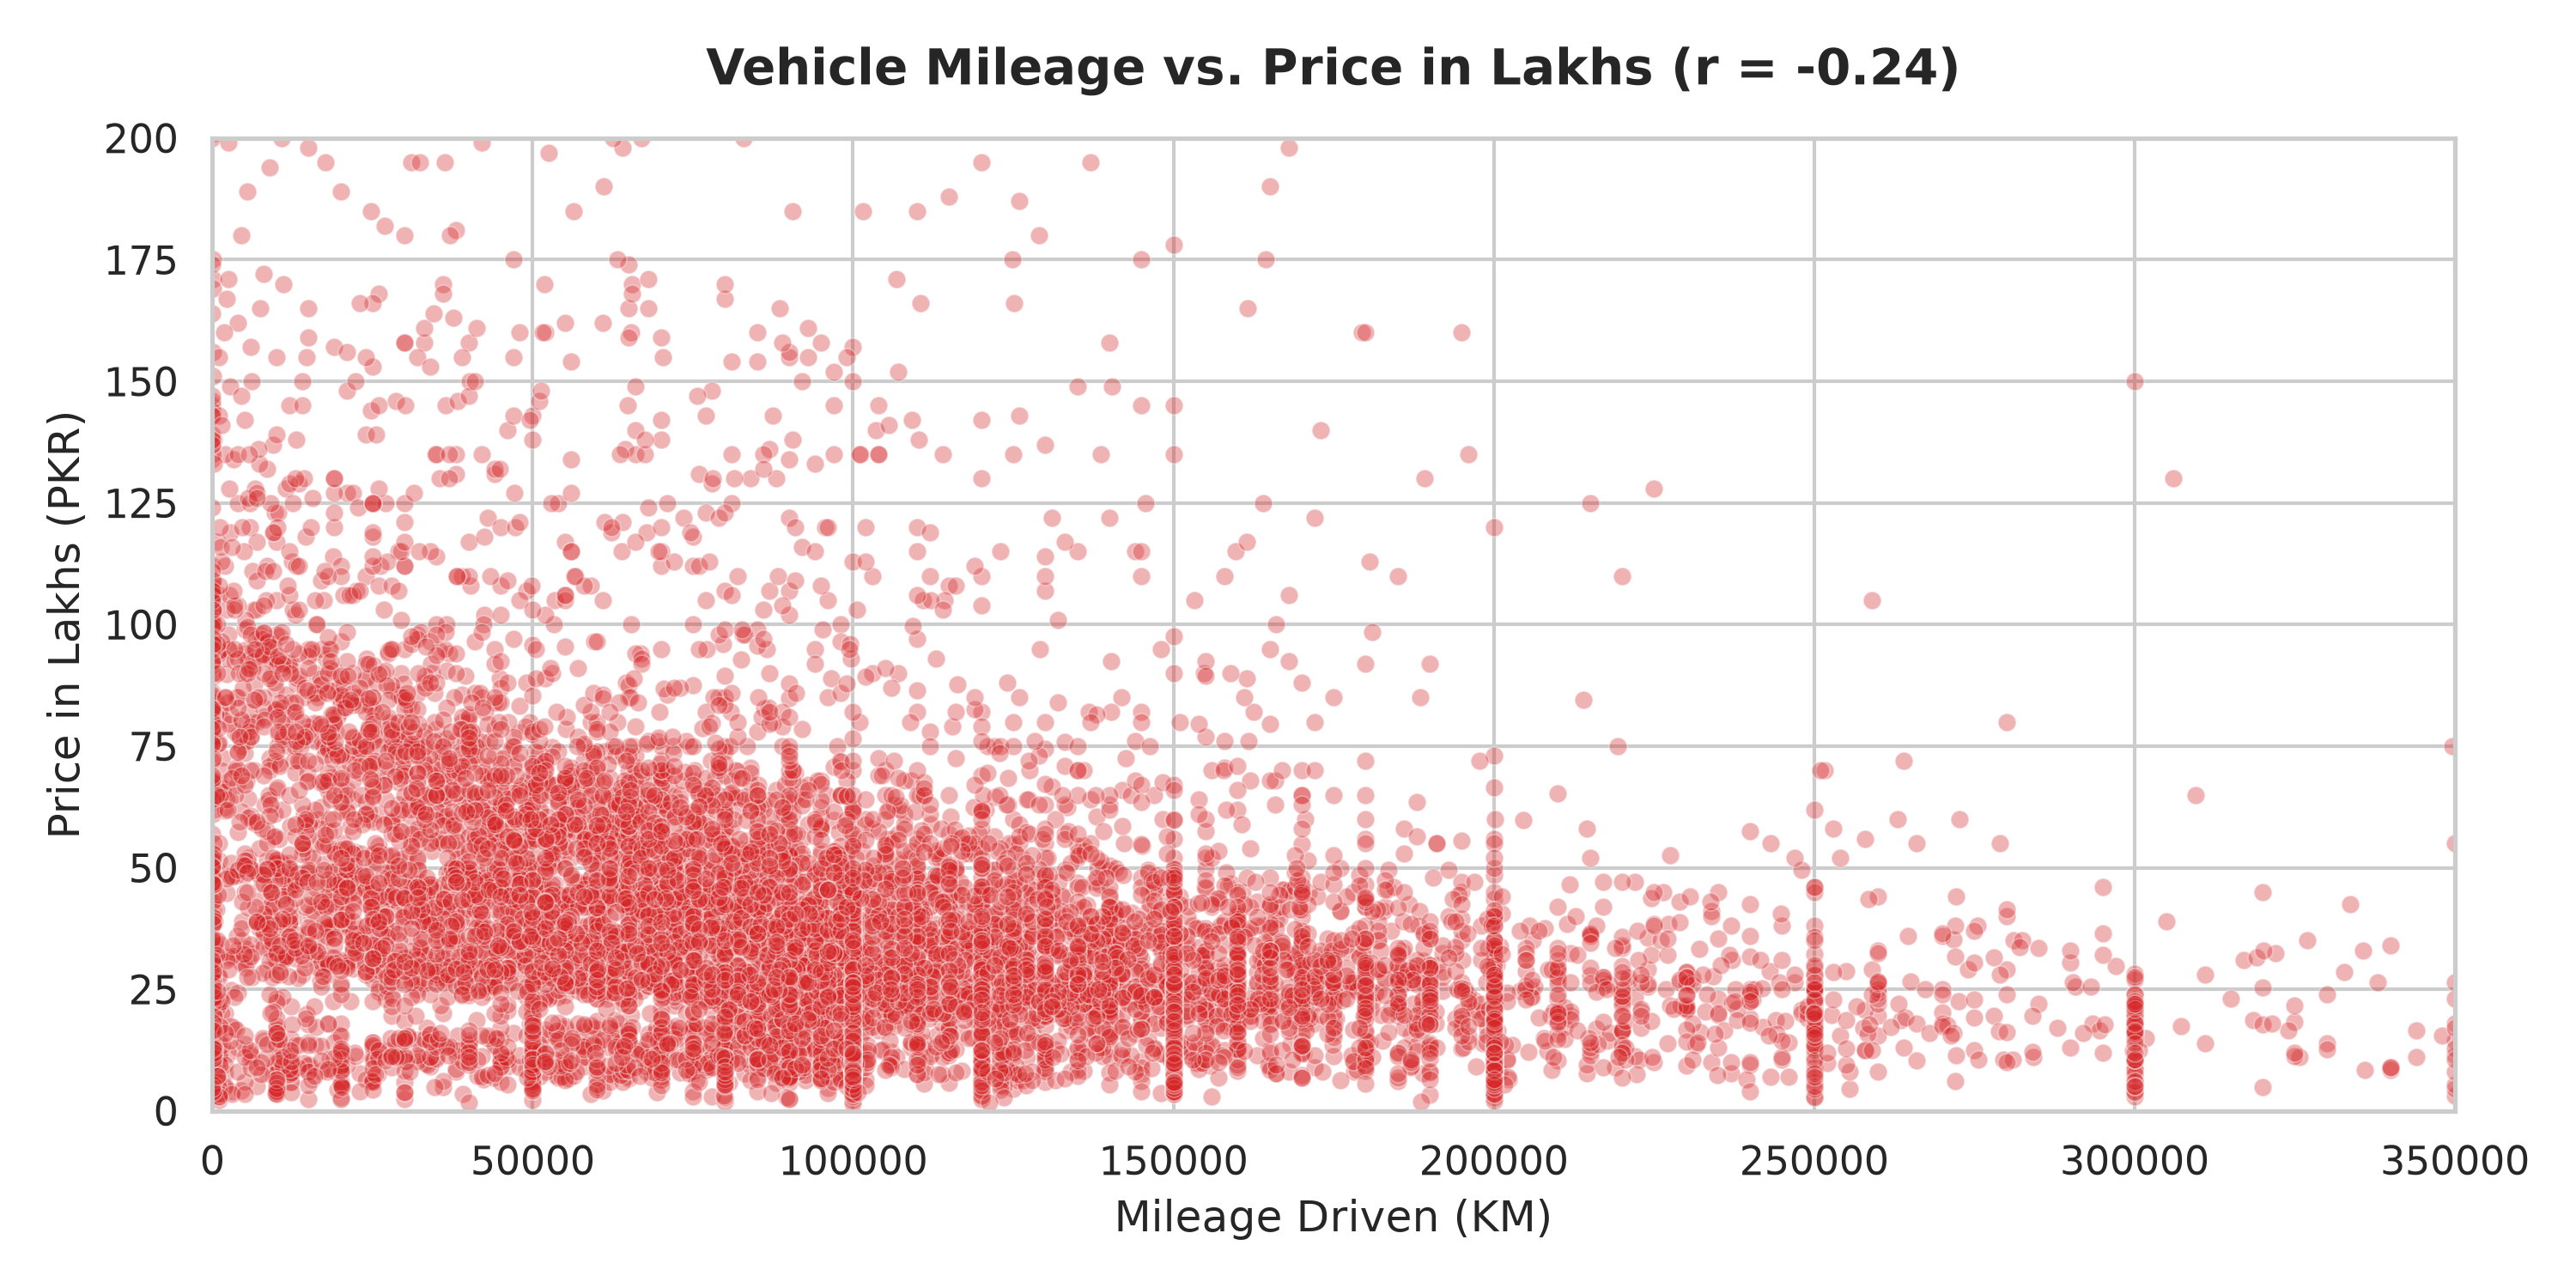 Vehicle Mileage vs. Price in Lakhs (r = -0.24)
Price in Lakhs (PKR)
200
175
150
125
100
75
50
25
0
0 50000 100000 150000 200000 250000 300000 350000
Mileage Driven (KM)